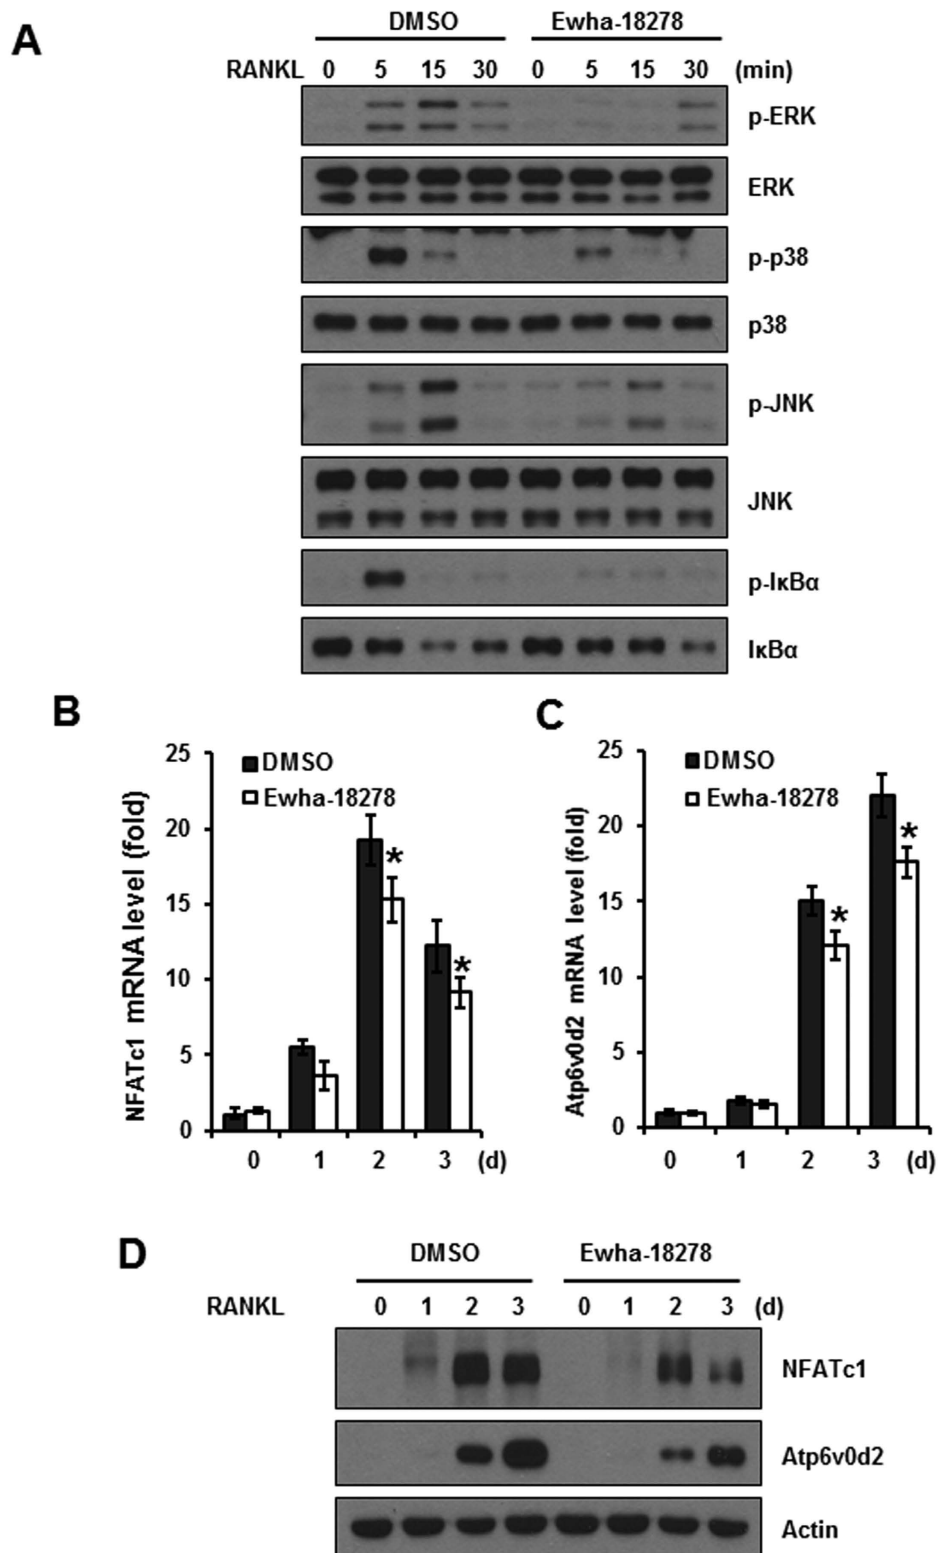 A
DMSO Ewha-18278
RANKL 0 5 15 30 0 5 15 30 (min)
p-ERK
ERK
p-p38
p38
p-JNK
JNK
p-IκBα
IκBα
B
NFATc1 mRNA level (fold)
25
20
15
10
5
0
DMSO
Ewha-18278
*
*
0 1 2 3 (d)
C
Atp6v0d2 mRNA level (fold)
25
20
15
10
5
0
DMSO
Ewha-18278
*
*
0 1 2 3 (d)
D
DMSO Ewha-18278
RANKL 0 1 2 3 0 1 2 3 (d)
NFATc1
Atp6v0d2
Actin